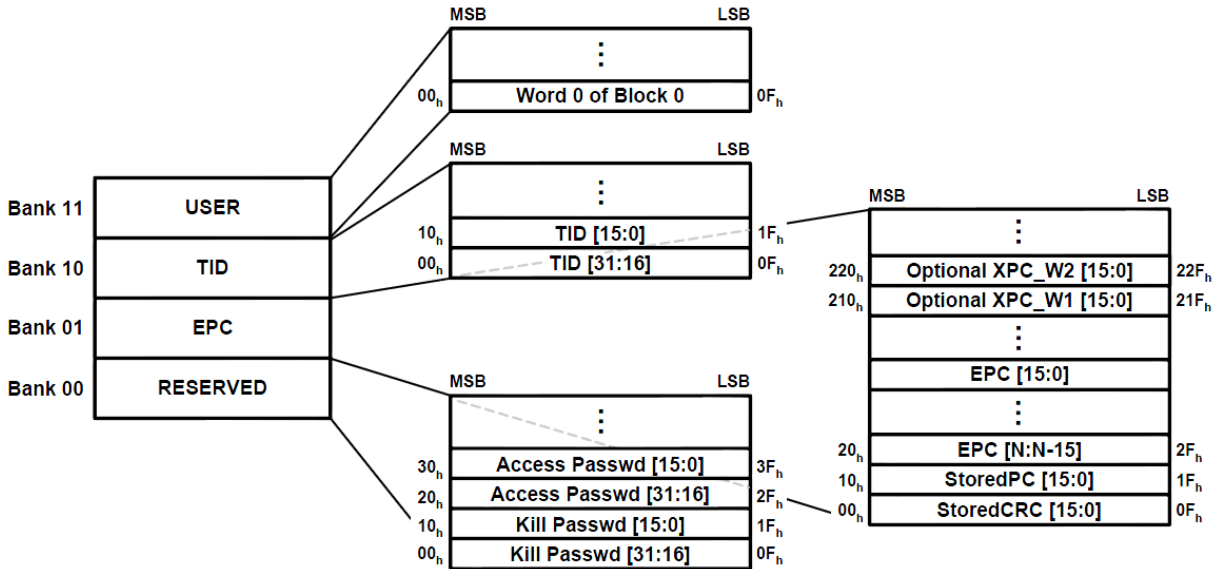 MSB LSB
⋮
00h Word 0 of Block 0 0Fh
MSB LSB
⋮
10h TID [15:0] 1Fh
00h TID [31:16] 0Fh
Bank 11 USER
Bank 10 TID
Bank 01 EPC
Bank 00 RESERVED
MSB LSB
⋮
30h Access Passwd [15:0] 3Fh
20h Access Passwd [31:16] 2Fh
10h Kill Passwd [15:0] 1Fh
00h Kill Passwd [31:16] 0Fh
MSB LSB
⋮
220h Optional XPC_W2 [15:0] 22Fh
210h Optional XPC_W1 [15:0] 21Fh
⋮
EPC [15:0]
⋮
20h EPC [N:N-15] 2Fh
10h StoredPC [15:0] 1Fh
00h StoredCRC [15:0] 0Fh